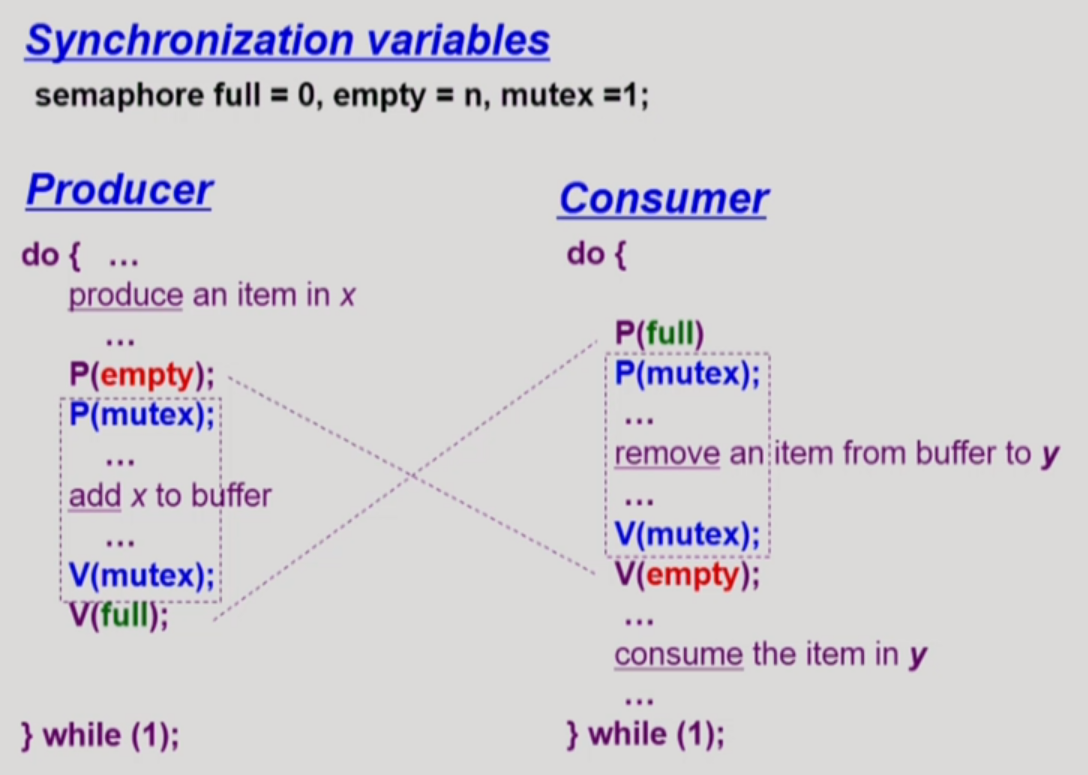 Synchronization variables
semaphore full = 0, empty = n, mutex =1;
Producer
do { ...
produce an item in x
...
P(empty);
P(mutex);
...
add x to buffer
...
V(mutex);
V(full);
} while (1);
Consumer
do {
P(full)
P(mutex);
...
remove an item from buffer to y
...
V(mutex);
V(empty);
...
consume the item in y
...
} while (1);